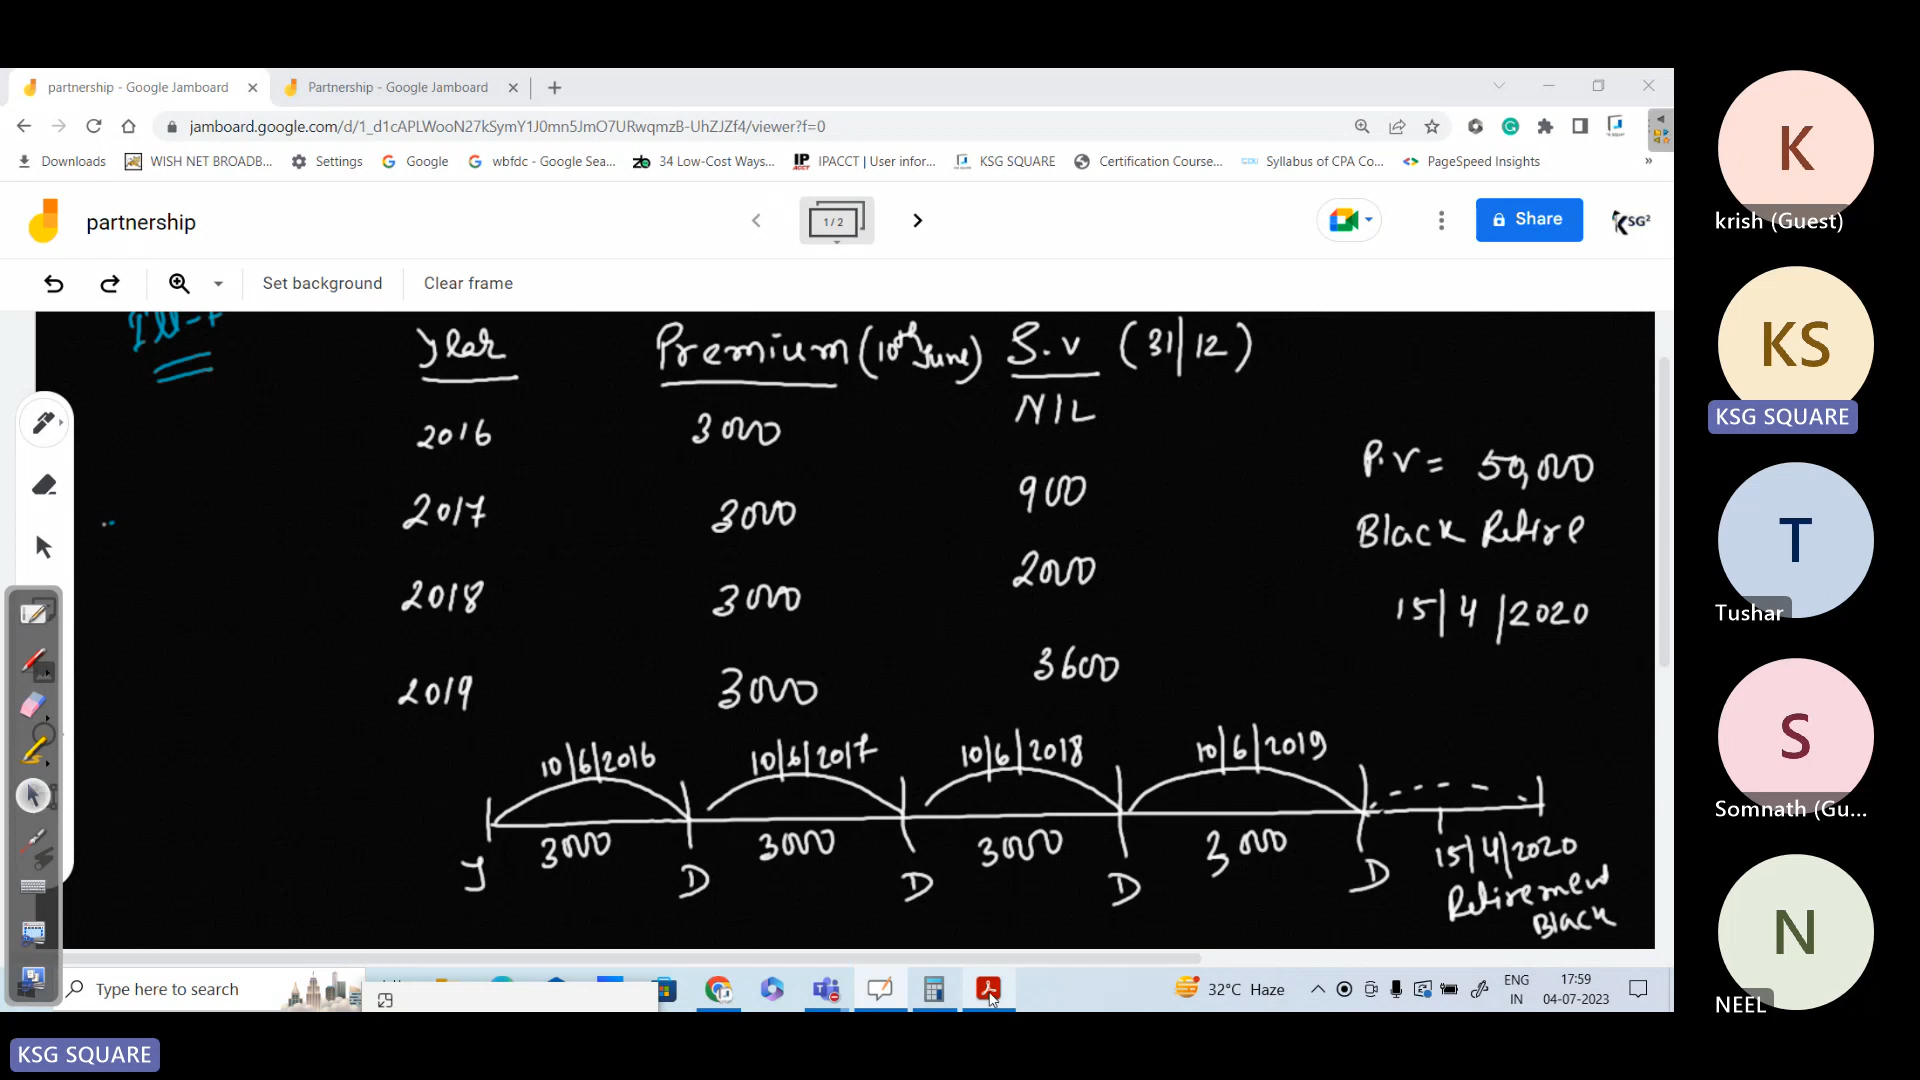 partnership - Google Jamboard
Partnership - Google Jamboard
jamboard.google.com/d/1_d1cAPLWooN27kSymY1J0mn5JmO7URwqmzB-UhZJZf4/viewer?f=0
Downloads
WISH NET BROADB...
Settings
Google
wbfdc - Google Sea...
34 Low-Cost Ways...
IPACCT | User infor...
KSG SQUARE
Certification Course...
Syllabus of CPA Co...
PageSpeed Insights
»
partnership
1 / 2
Share
KSG²
Set background
Clear frame
Year Premium (10th June) S.V (31/12)
2016 3000 NIL
2017 3000 900
2018 3000 2000
2019 3000 3600
P.V = 50,000
Black Retire
15/4/2020
10/6/2016 10/6/2017 10/6/2018 10/6/2019
3000 3000 3000 3000
J D D D D
15/4/2020
Retirement
Black
Type here to search
32°C Haze
ENG
IN
17:59
04-07-2023
K
krish (Guest)
KS
KSG SQUARE
T
Tushar
S
Somnath (Gu...
N
NEEL
KSG SQUARE